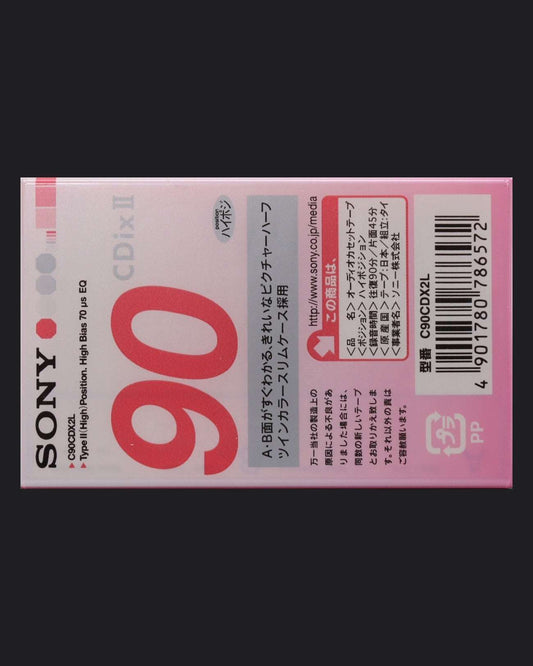 SONY
▶C90CDX2L
▶Type II (High) Position. High Bias 70 µs EQ
CDixII
90
position
ハイポジ
A・B面がすぐわかる、きれいなピクチャーハーフ
ツインカラースリムケース採用
http://www.sony.co.jp/media
この商品は、
<品 名>オーディオカセットテープ
<ポジション>ハイポジション
<録音時間>往復90分/片面45分
<原 産 国>テープ:日本/組立:タイ
<事業者名>ソニー株式会社
万一当社の製造上の
原因による不良があ
りました場合には、
同数の新しいテープ
とお取りかえ致しま
す。それ以外の責は
ご容赦願います。
型番 C90CDX2L
4 901780 786572
プラ
PP